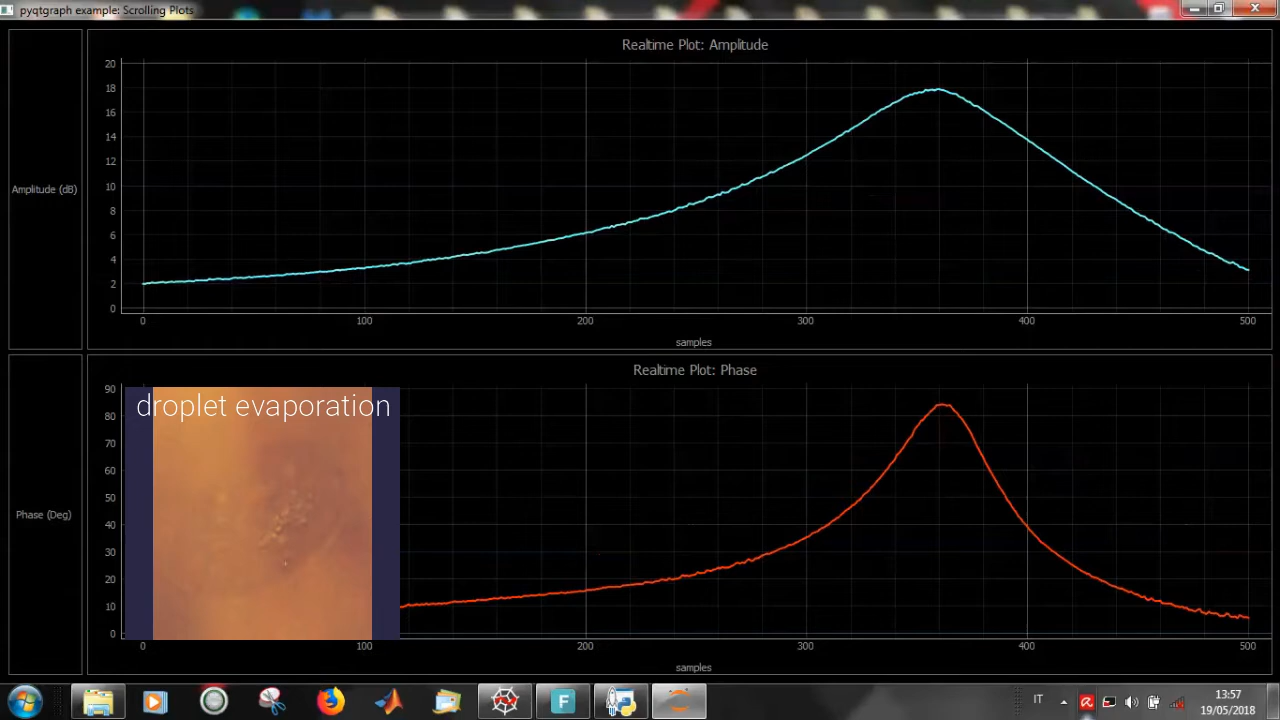 pyqtgraph example: Scrolling Plots
Realtime Plot: Amplitude
20
18
16
14
12
10
8
6
4
2
0
Amplitude (dB)
0 100 200 300 400 500
samples
Realtime Plot: Phase
90
80
70
60
50
40
30
20
10
0
Phase (Deg)
droplet evaporation
0 100 200 300 400 500
samples
F
IT
13:57
19/05/2018